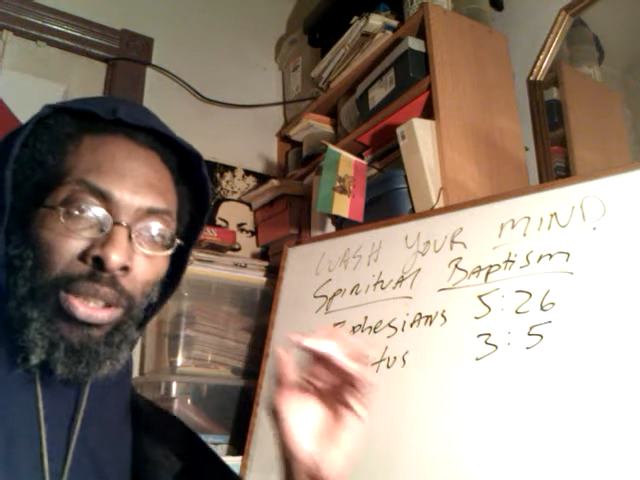 WASH YOUR MIND
Spiritual Baptism
Ephesians 5:26
tus 3:5